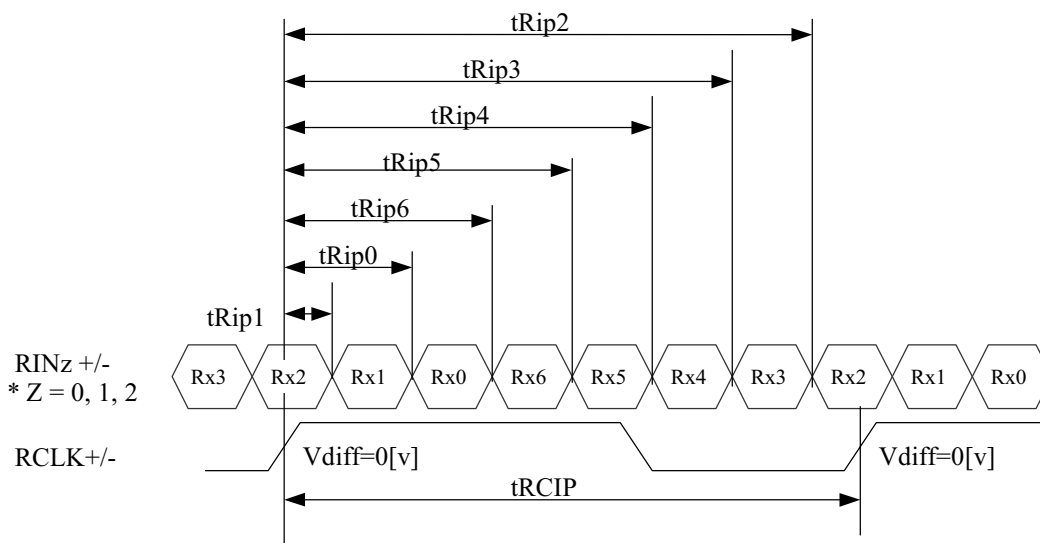 tRip2
tRip3
tRip4
tRip5
tRip6
tRip0
tRip1
RINz +/-
* Z = 0, 1, 2
Rx3 Rx2 Rx1 Rx0 Rx6 Rx5 Rx4 Rx3 Rx2 Rx1 Rx0
RCLK+/-
Vdiff=0[v] Vdiff=0[v]
tRCIP